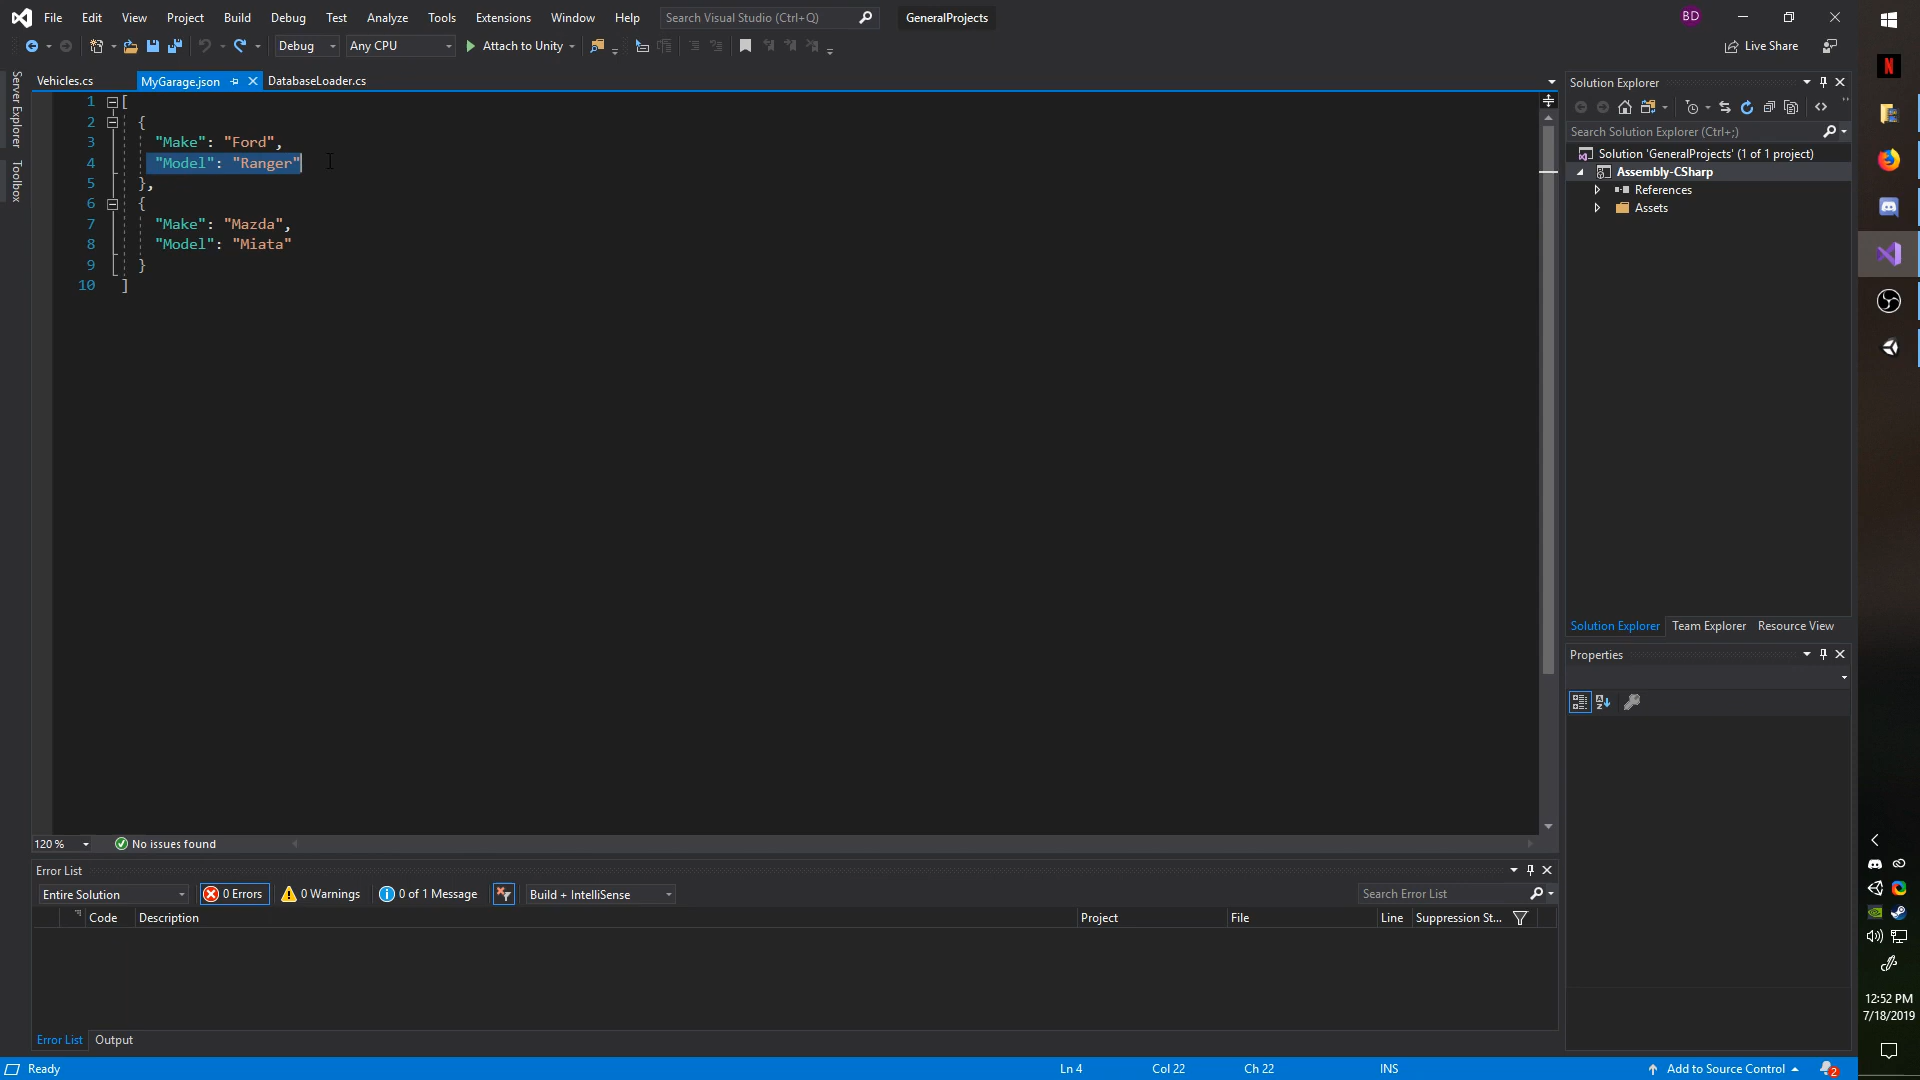 File Edit View Project Build Debug Test Analyze Tools Extensions Window Help Search Visual Studio (Ctrl+Q) GeneralProjects BD
Debug Any CPU Attach to Unity Live Share
Server Explorer
Toolbox
Vehicles.cs MyGarage.json DatabaseLoader.cs
1 [
2 {
3 "Make": "Ford",
4 "Model": "Ranger"
5 },
6 {
7 "Make": "Mazda",
8 "Model": "Miata"
9 }
10 ]
120 % No issues found
Error List
Entire Solution 0 Errors 0 Warnings 0 of 1 Message Build + IntelliSense Search Error List
Code Description Project File Line Suppression St...
Error List Output
Solution Explorer
Search Solution Explorer (Ctrl+;)
Solution 'GeneralProjects' (1 of 1 project)
Assembly-CSharp
References
Assets
Solution Explorer Team Explorer Resource View
Properties
Ready Ln 4 Col 22 Ch 22 INS Add to Source Control 2
12:52 PM
7/18/2019